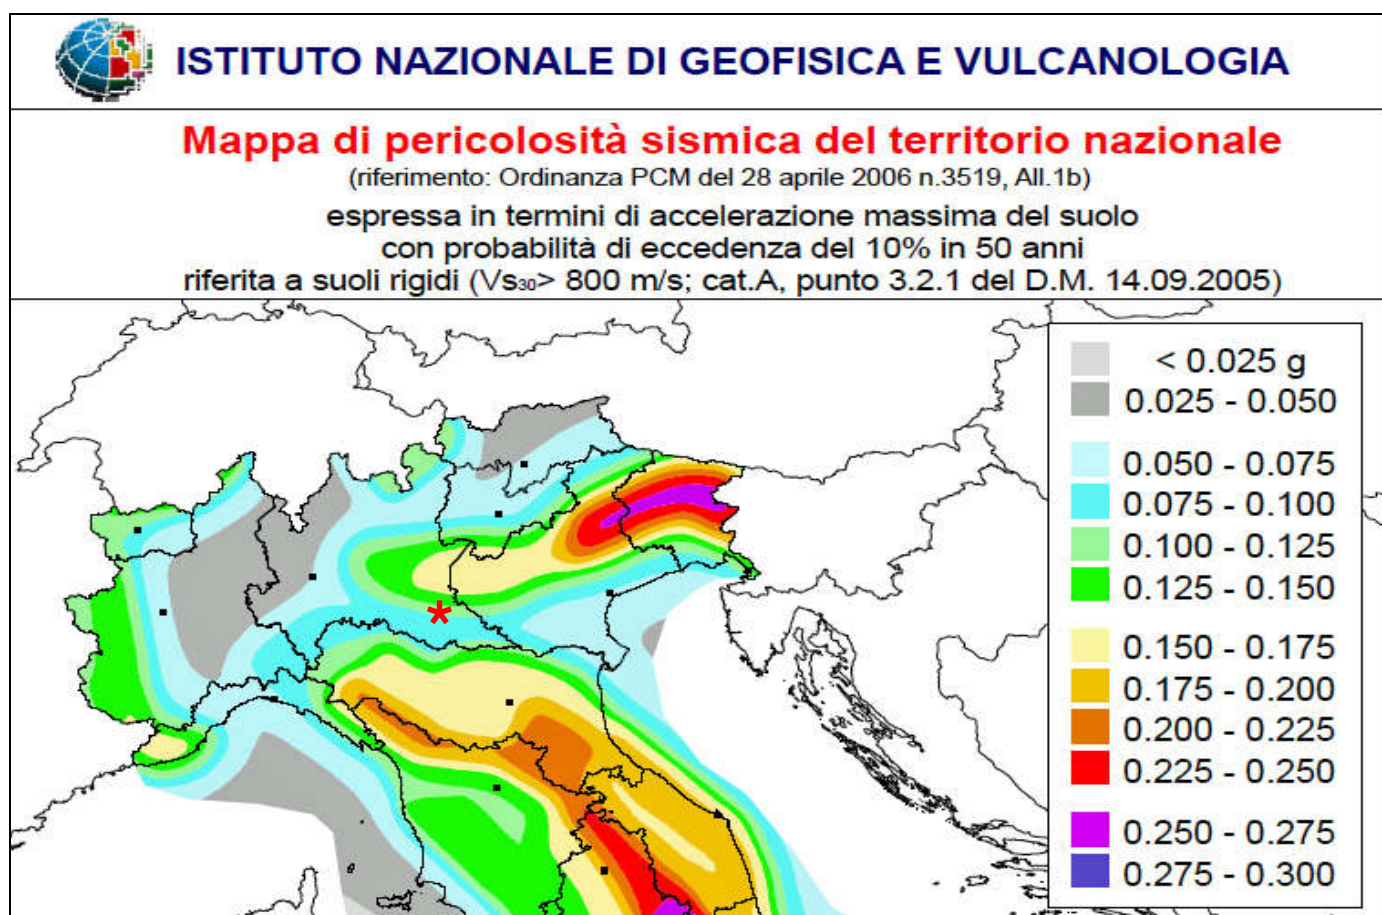 ISTITUTO NAZIONALE DI GEOFISICA E VULCANOLOGIA
Mappa di pericolosità sismica del territorio nazionale
(riferimento: Ordinanza PCM del 28 aprile 2006 n.3519, All.1b)
espressa in termini di accelerazione massima del suolo
con probabilità di eccedenza del 10% in 50 anni
riferita a suoli rigidi (Vs30> 800 m/s; cat.A, punto 3.2.1 del D.M. 14.09.2005)
< 0.025 g
0.025 - 0.050
0.050 - 0.075
0.075 - 0.100
0.100 - 0.125
0.125 - 0.150
0.150 - 0.175
0.175 - 0.200
0.200 - 0.225
0.225 - 0.250
0.250 - 0.275
0.275 - 0.300